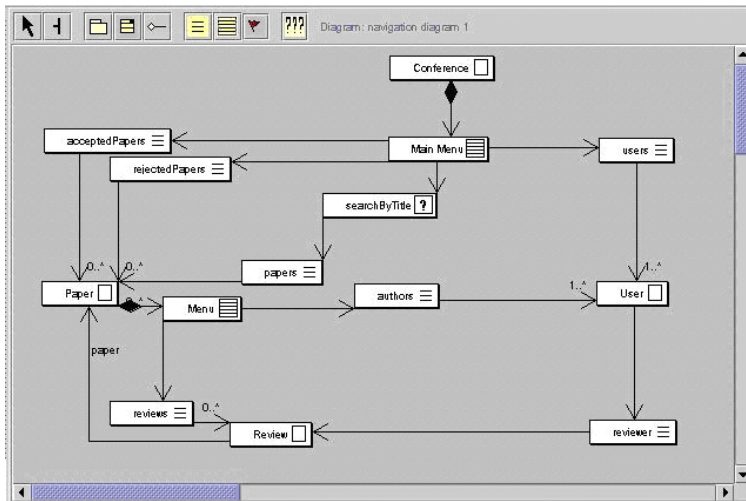 ???
Diagram: navigation diagram 1
Conference
acceptedPapers
Main Menu
users
rejectedPapers
searchByTitle ?
papers
0..^
0..^
1..^
Paper
0..^
Menu
authors
1..^
User
paper
reviews
0..^
Review
reviewer